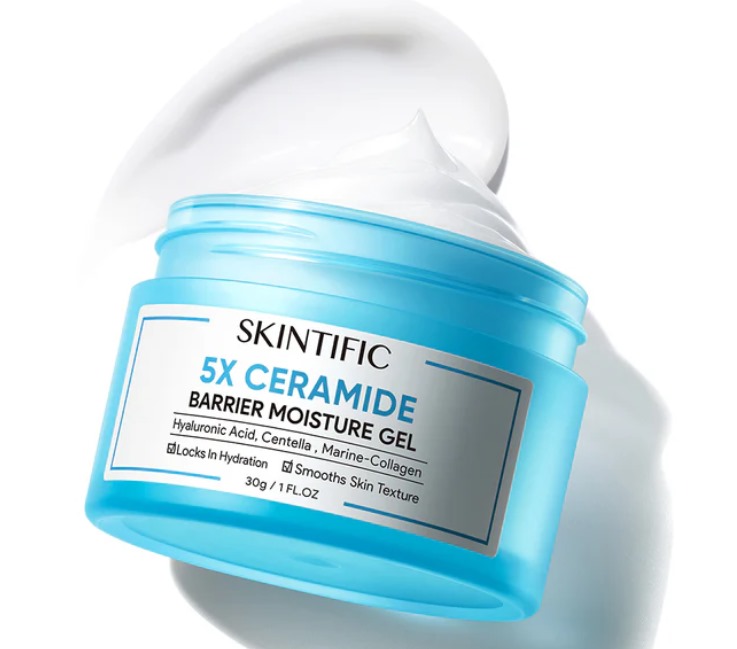 SKINTIFIC
5X CERAMIDE
BARRIER MOISTURE GEL
Hyaluronic Acid, Centella , Marine-Collagen
☑Locks In Hydration ☑Smooths Skin Texture
30g / 1 FL.OZ